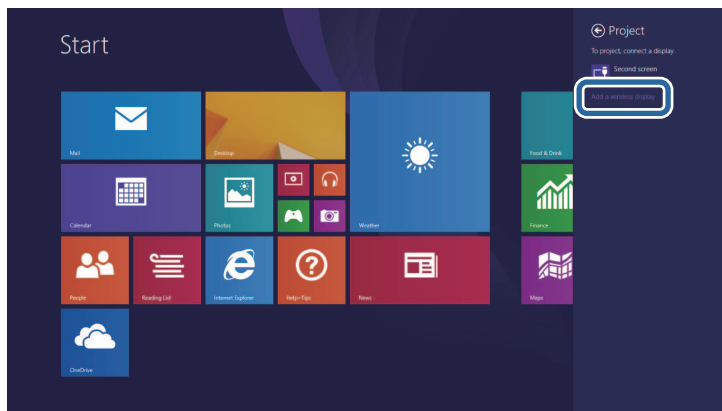 Start
Project
To project, connect a display.
Second screen
Add a wireless display
Mail
Desktop
Food & Drink
Calendar
Photos
Weather
Finance
People
Reading List
Internet Explorer
Help+Tips
News
Maps
OneDrive